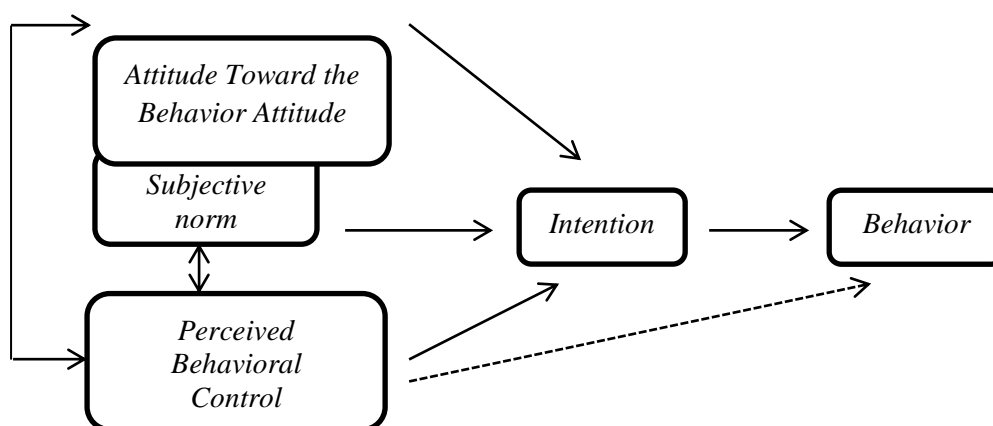 Attitude Toward the
Behavior Attitude
Subjective
norm
Intention
Behavior
Perceived
Behavioral
Control